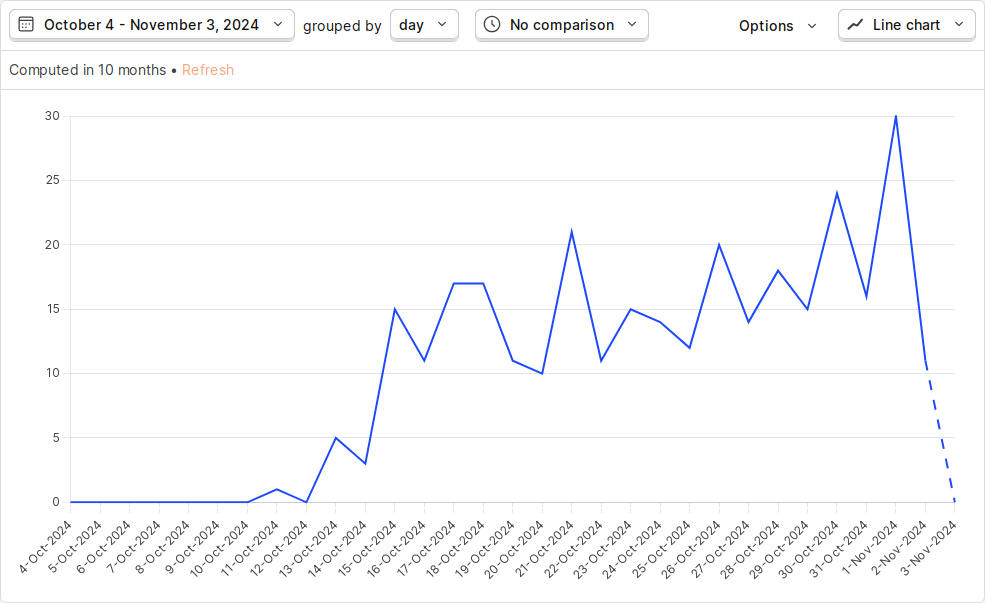 October 4 - November 3, 2024 grouped by day No comparison Options Line chart
Computed in 10 months • Refresh
30
25
20
15
10
5
0
4-Oct-2024
5-Oct-2024
6-Oct-2024
7-Oct-2024
8-Oct-2024
9-Oct-2024
10-Oct-2024
11-Oct-2024
12-Oct-2024
13-Oct-2024
14-Oct-2024
15-Oct-2024
16-Oct-2024
17-Oct-2024
18-Oct-2024
19-Oct-2024
20-Oct-2024
21-Oct-2024
22-Oct-2024
23-Oct-2024
24-Oct-2024
25-Oct-2024
26-Oct-2024
27-Oct-2024
28-Oct-2024
29-Oct-2024
30-Oct-2024
31-Oct-2024
1-Nov-2024
2-Nov-2024
3-Nov-2024